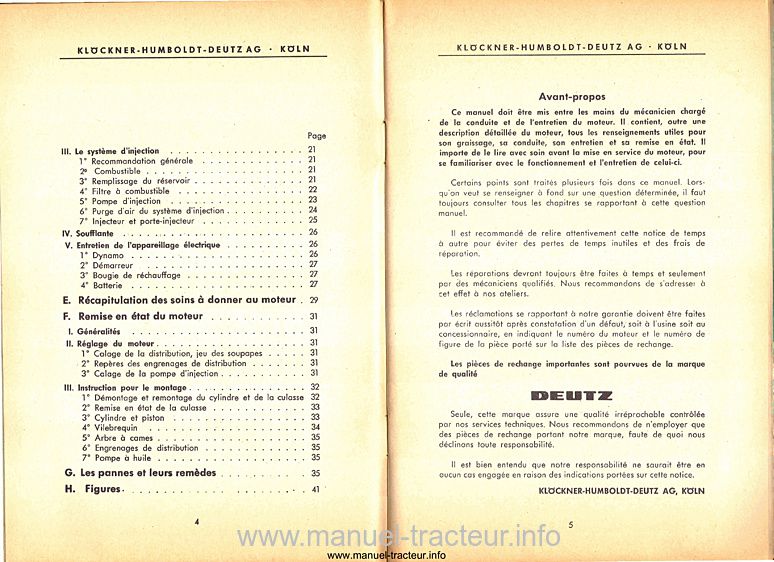 KLÖCKNER-HUMBOLDT-DEUTZ AG · KÖLN
Page
III. Le système d'injection . . . . . . . . . . . . . . . . 21
1° Recommandation générale . . . . . . . . . . . . 21
2° Combustible . . . . . . . . . . . . . . . . . . . 21
3° Remplissage du réservoir . . . . . . . . . . . . . 21
4° Filtre à combustible . . . . . . . . . . . . . . . 22
5° Pompe d'injection . . . . . . . . . . . . . . . . 23
6° Purge d'air du système d'injection . . . . . . . . . 24
7° Injecteur et porte-injecteur . . . . . . . . . . . . 25
IV. Soufflante . . . . . . . . . . . . . . . . . . . . . 26
V. Entretien de l'appareillage électrique . . . . . . . . . 26
1° Dynamo . . . . . . . . . . . . . . . . . . . . . 26
2° Démarreur . . . . . . . . . . . . . . . . . . . 27
3° Bougie de réchauffage . . . . . . . . . . . . . . 27
4° Batterie . . . . . . . . . . . . . . . . . . . . . 27
E. Récapitulation des soins à donner au moteur . 29
F. Remise en état du moteur . . . . . . . . . . . 31
I. Généralités . . . . . . . . . . . . . . . . . . . . 31
II. Réglage du moteur . . . . . . . . . . . . . . . . . 31
1° Calage de la distribution, jeu des soupapes . . . . 31
2° Repères des engrenages de distribution . . . . . . 31
3° Calage de la pompe d'injection . . . . . . . . . . 31
III. Instruction pour le montage . . . . . . . . . . . . . 32
1° Démontage et remontage du cylindre et de la culasse 32
2° Remise en état de la culasse . . . . . . . . . . . 33
3° Cylindre et piston . . . . . . . . . . . . . . . . 33
4° Vilebrequin . . . . . . . . . . . . . . . . . . . 34
5° Arbre à cames . . . . . . . . . . . . . . . . . . 35
6° Engrenages de distribution . . . . . . . . . . . . 35
7° Pompe à huile . . . . . . . . . . . . . . . . . . 35
G. Les pannes et leurs remèdes . . . . . . . . . . 35
H. Figures . . . . . . . . . . . . . . . . . . . . 41
4
KLÖCKNER-HUMBOLDT-DEUTZ AG · KÖLN
Avant-propos
Ce manuel doit être mis entre les mains du mécanicien chargé
de la conduite et de l'entretien du moteur. Il contient, outre une
description détaillée du moteur, tous les renseignements utiles pour
son graissage, sa conduite, son entretien et sa remise en état. Il
importe de le lire avec soin avant la mise en service du moteur, pour
se familiariser avec le fonctionnement et l'entretien de celui-ci.
Certains points sont traités plusieurs fois dans ce manuel. Lors-
qu'on veut se renseigner à fond sur une question déterminée, il faut
toujours consulter tous les chapitres se rapportant à cette question
manuel.
Il est recommandé de relire attentivement cette notice de temps
à autre pour éviter des pertes de temps inutiles et des frais de
réparation.
Les réparations devront toujours être faites à temps et seulement
par des mécaniciens qualifiés. Nous recommandons de s'adresser à
cet effet à nos ateliers.
Les réclamations se rapportant à notre garantie doivent être faites
par écrit aussitôt après constatation d'un défaut, soit à l'usine soit au
concessionnaire, en indiquant le numéro du moteur et le numéro de
figure de la pièce porté sur la liste des pièces de rechange.
Les pièces de rechange importantes sont pourvues de la marque
de qualité
DEUTZ
Seule, cette marque assure une qualité irréprochable contrôlée
par nos services techniques. Nous recommandons de n'employer que
des pièces de rechange portant notre marque, faute de quoi nous
déclinons toute responsabilité.
Il est bien entendu que notre responsabilité ne saurait être en
aucun cas engagée en raison des indications portées sur cette notice.
KLÖCKNER-HUMBOLDT-DEUTZ AG, KÖLN
5
www.manuel-tracteur.info
www.manuel-tracteur.info